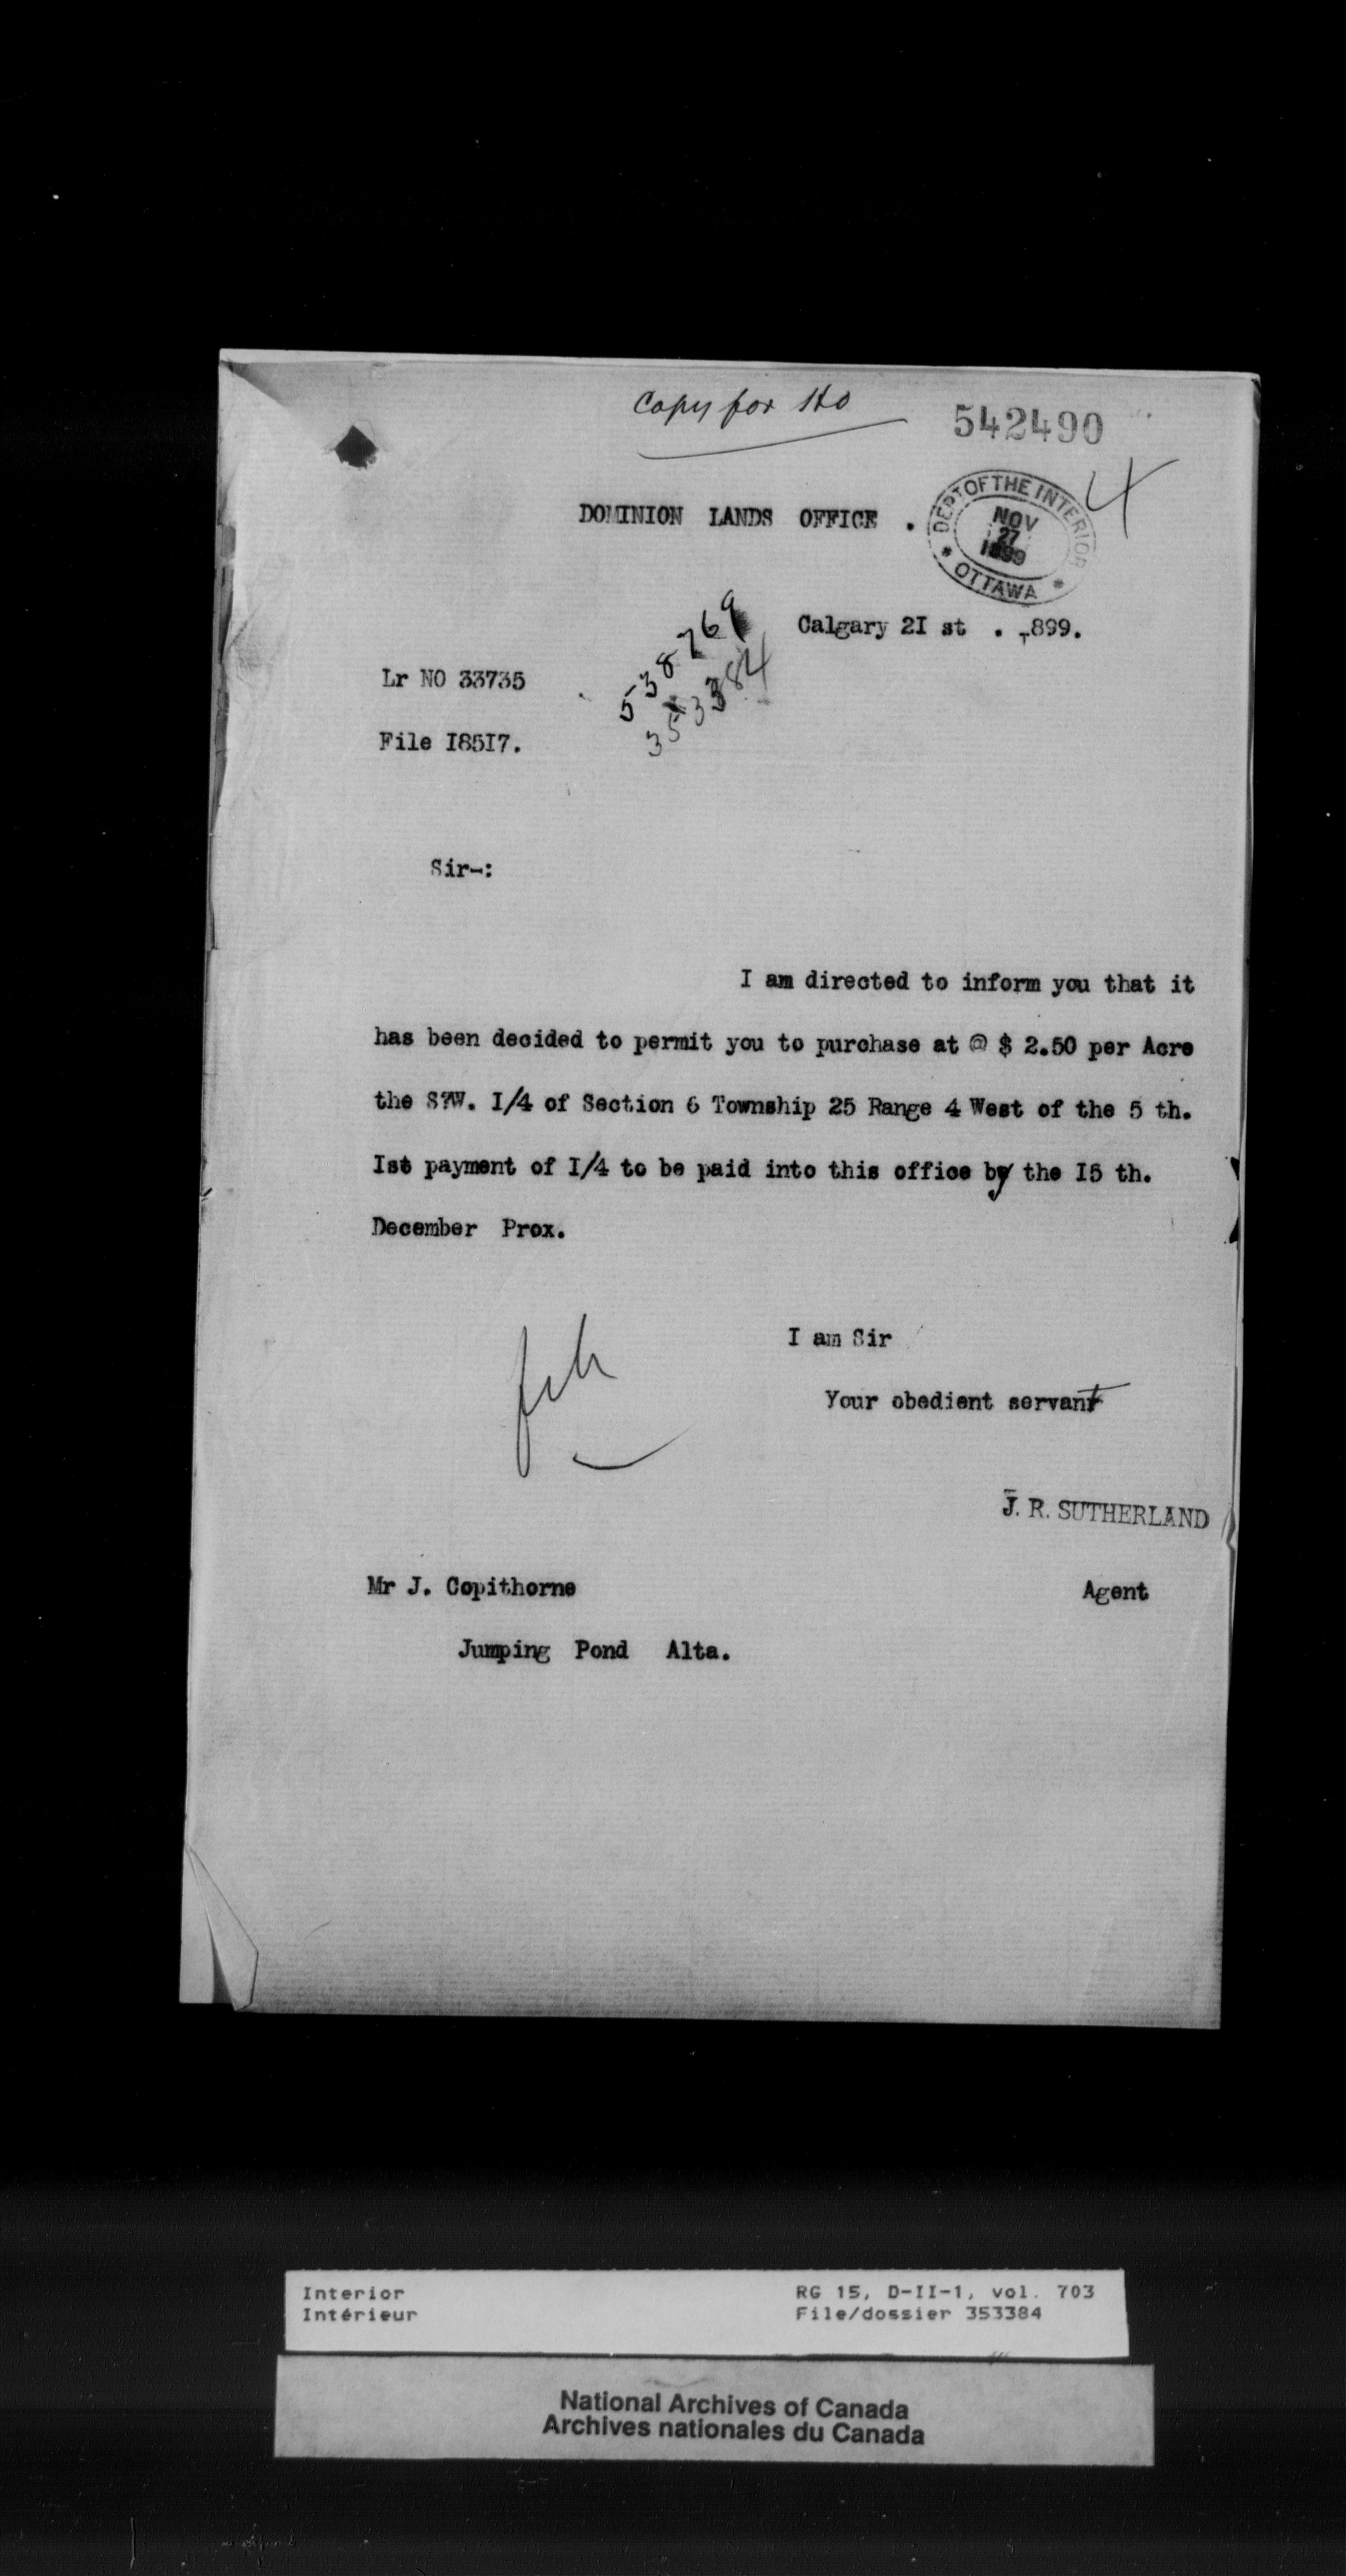 Copy for HO
542490
4
DOMINION LANDS OFFICE .
DEPT OF THE INTERIOR
NOV
27
1899
* OTTAWA *
Calgary 2I st . 1899.
538769
353384
Lr NO 33735
File I85I7.
Sir-:
I am directed to inform you that it
has been decided to permit you to purchase at @ $ 2.50 per Acre
the S?W. I/4 of Section 6 Township 25 Range 4 West of the 5 th.
Ist payment of I/4 to be paid into this office by the I5 th.
December Prox.
I am Sir
Your obedient servant
J. R. SUTHERLAND
Mr J. Copithorne
Agent
Jumping Pond Alta.
Interior
Intérieur
RG 15, D-II-1, vol. 703
File/dossier 353384
National Archives of Canada
Archives nationales du Canada